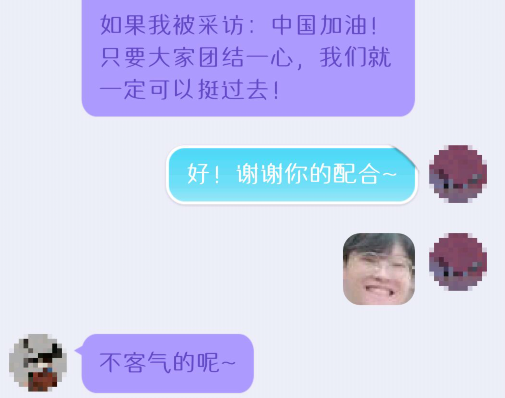 如果我被采访：中国加油！
只要大家团结一心，我们就
一定可以挺过去！
好！谢谢你的配合~
不客气的呢~